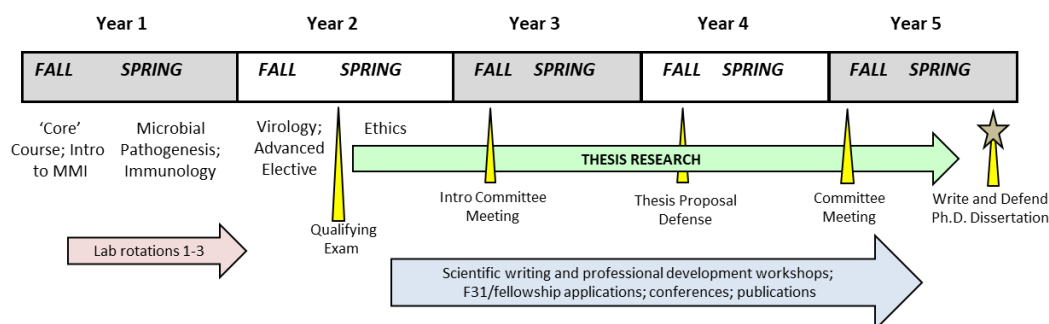 Year 1 Year 2 Year 3 Year 4 Year 5
FALL SPRING FALL SPRING FALL SPRING FALL SPRING FALL SPRING
‘Core’
Course; Intro
to MMI
Microbial
Pathogenesis;
Immunology
Virology;
Advanced
Elective
Ethics
THESIS RESEARCH
Qualifying
Exam
Intro Committee
Meeting
Thesis Proposal
Defense
Committee
Meeting
Write and Defend
Ph.D. Dissertation
Lab rotations 1-3
Scientific writing and professional development workshops;
F31/fellowship applications; conferences; publications